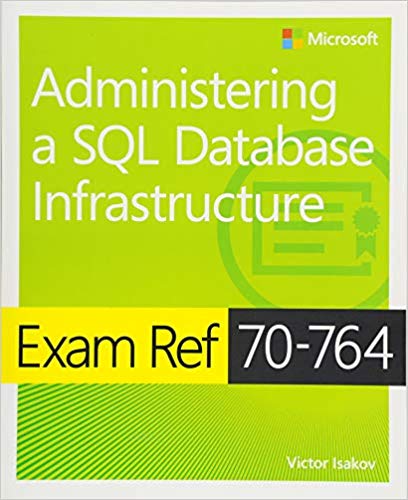 Microsoft
Administering
a SQL Database
Infrastructure
Exam Ref 70-764
Victor Isakov